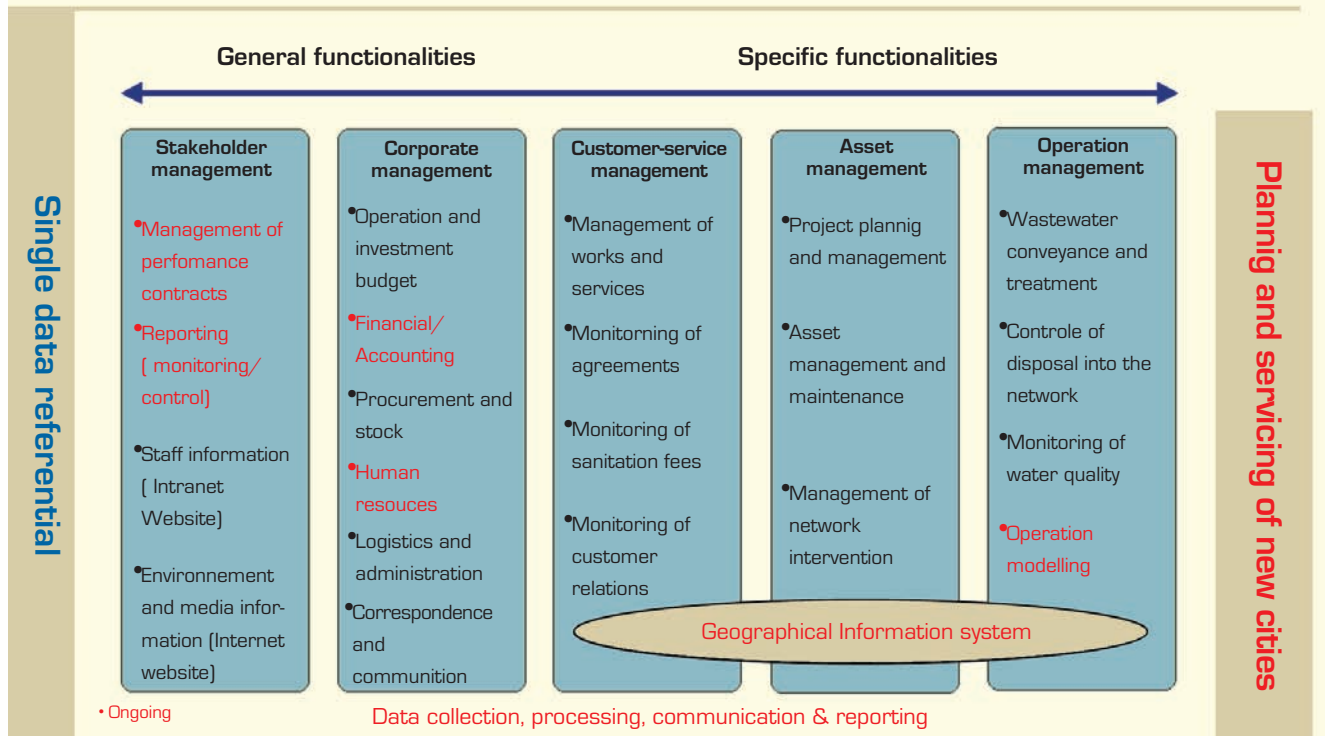 General functionalities
Specific functionalities
Single data referential
Stakeholder
management
•Management of
perfomance
contracts
•Reporting
( monitoring/
control)
•Staff information
( Intranet
Website)
•Environnement
and media infor-
mation (Internet
website)
Corporate
management
•Operation and
investment
budget
•Financial/
Accounting
•Procurement and
stock
•Human
resouces
•Logistics and
administration
•Correspondence
and
communition
Customer-service
management
•Management of
works and
services
•Monitorning of
agreements
•Monitoring of
sanitation fees
•Monitoring of
customer
relations
Asset
management
•Project plannig
and management
•Asset
management and
maintenance
•Management of
network
intervention
Operation
management
•Wastewater
conveyance and
treatment
•Controle of
disposal into the
network
•Monitoring of
water quality
•Operation
modelling
Geographical Information system
Plannig and servicing of new cities
• Ongoing
Data collection, processing, communication & reporting